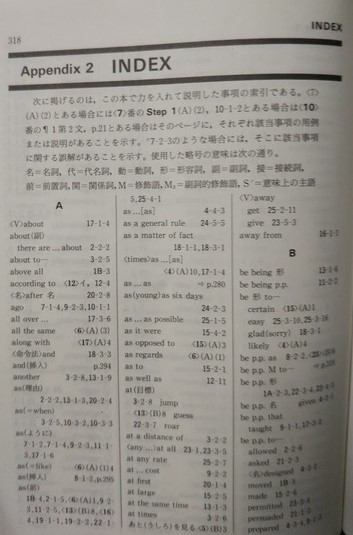 INDEX
318
Appendix 2 INDEX
次に掲げるのは，この本で力を入れて説明した事項の索引である。〈7〉
(A)(2)とある場合には〈7〉番の Step 1(A)(2)，10-1-2とある場合は〈10〉
番の¶1第2文，p.21とある場合はそのページに，それぞれ該当事項の用例
または説明があることを示す。*7-2-3のような場合には，そこに該当事項
に関する誤解があることを示す。使用した略号の意味は次の通り。
名＝名詞，代＝代名詞，動＝動詞，形＝形容詞，副＝副詞，接＝接続詞，
前＝前置詞，関＝関係詞，M＝修飾語，M₂＝副詞的修飾語，S´＝意味上の主語
A
〈V〉about 17-1-4
about(副)
there are ... about 2-2-2
about to― 3-2-5
above all 1B-3
according to 〈12〉イ, 12-4
〈名〉after 名 20-2-8
ago 7-1-4,9-2-3,10-1-1
all over ... 17-3-6
all the same 〈6〉(A)(3)
along with 〈17〉(A)4
〈命令法〉and 18-3-3
and(挿入) p.294
another 3-2-8,13-1-9
as(理由)
2-2-2,13-1-3,20-2-4
as(＝when)
3-2-5,10-3-2,10-3-3
as(ように)
7-1-2,7-1-4,9-2-3,11-1-
3,17-1-6
as(＝like) 〈6〉(A)(1)4
as(挿入) 8-1-2,p.295
as(前)
1B-4,2-1-5,〈6〉(A)1,9-2-
3,11-2-5,〈13〉(B)8,〈16〉
4,19-1-1,19-2-2,22-1-
5,25-4-1
as ...[as] 4-4-3
as a general rule 24-5-5
as a matter of fact
18-1-1,18-3-1
〈times〉as ...[as]
〈4〉(A)10,17-1-4
as ... as ⇒p.280
as(young)as six days
24-2-3
as ... as possible 25-1-5
as it were 15-4-2
as opposed to 〈15〉(A)3
as regards 〈6〉(A)(1)
as to 15-2-1
as well as 12-11
at(目標)
3-2-8 jump
〈13〉(B)8 guess
22-3-7 roar
at a distance of 3-2-2
(any ...)at all 23-1,23-3-5
at any rate 25-2-7
at ... cost 9-2-2
at first 20-1-4
at large 15-2-5
at the same time 13-1-3
at times 3-2-6
あと(うしろ)を見る 〈5〉(B)3
〈V〉away
get 25-2-11
give 23-5-3
away from
B
be being 形
be being p.p. 11-2-2
be 形 to―
certain 〈15〉(A)1
easy 25-3-10,25-3-16
glad(sorry) 18-3-1
likely 〈4〉(A)4
be p.p. as 8-2-2,
be p.p. M to―
be p.p. 形
1A-2-3,22-3-4,23-4-5
be p.p. 名 given
be p.p. that
taught 9-1-1,17-3-2
be p.p. to―
allowed 2-2-6
asked 21-2-3
〈名〉designed 4-3-2
moved 1B-3
made 15-2-6
permitted
persuaded
prepared